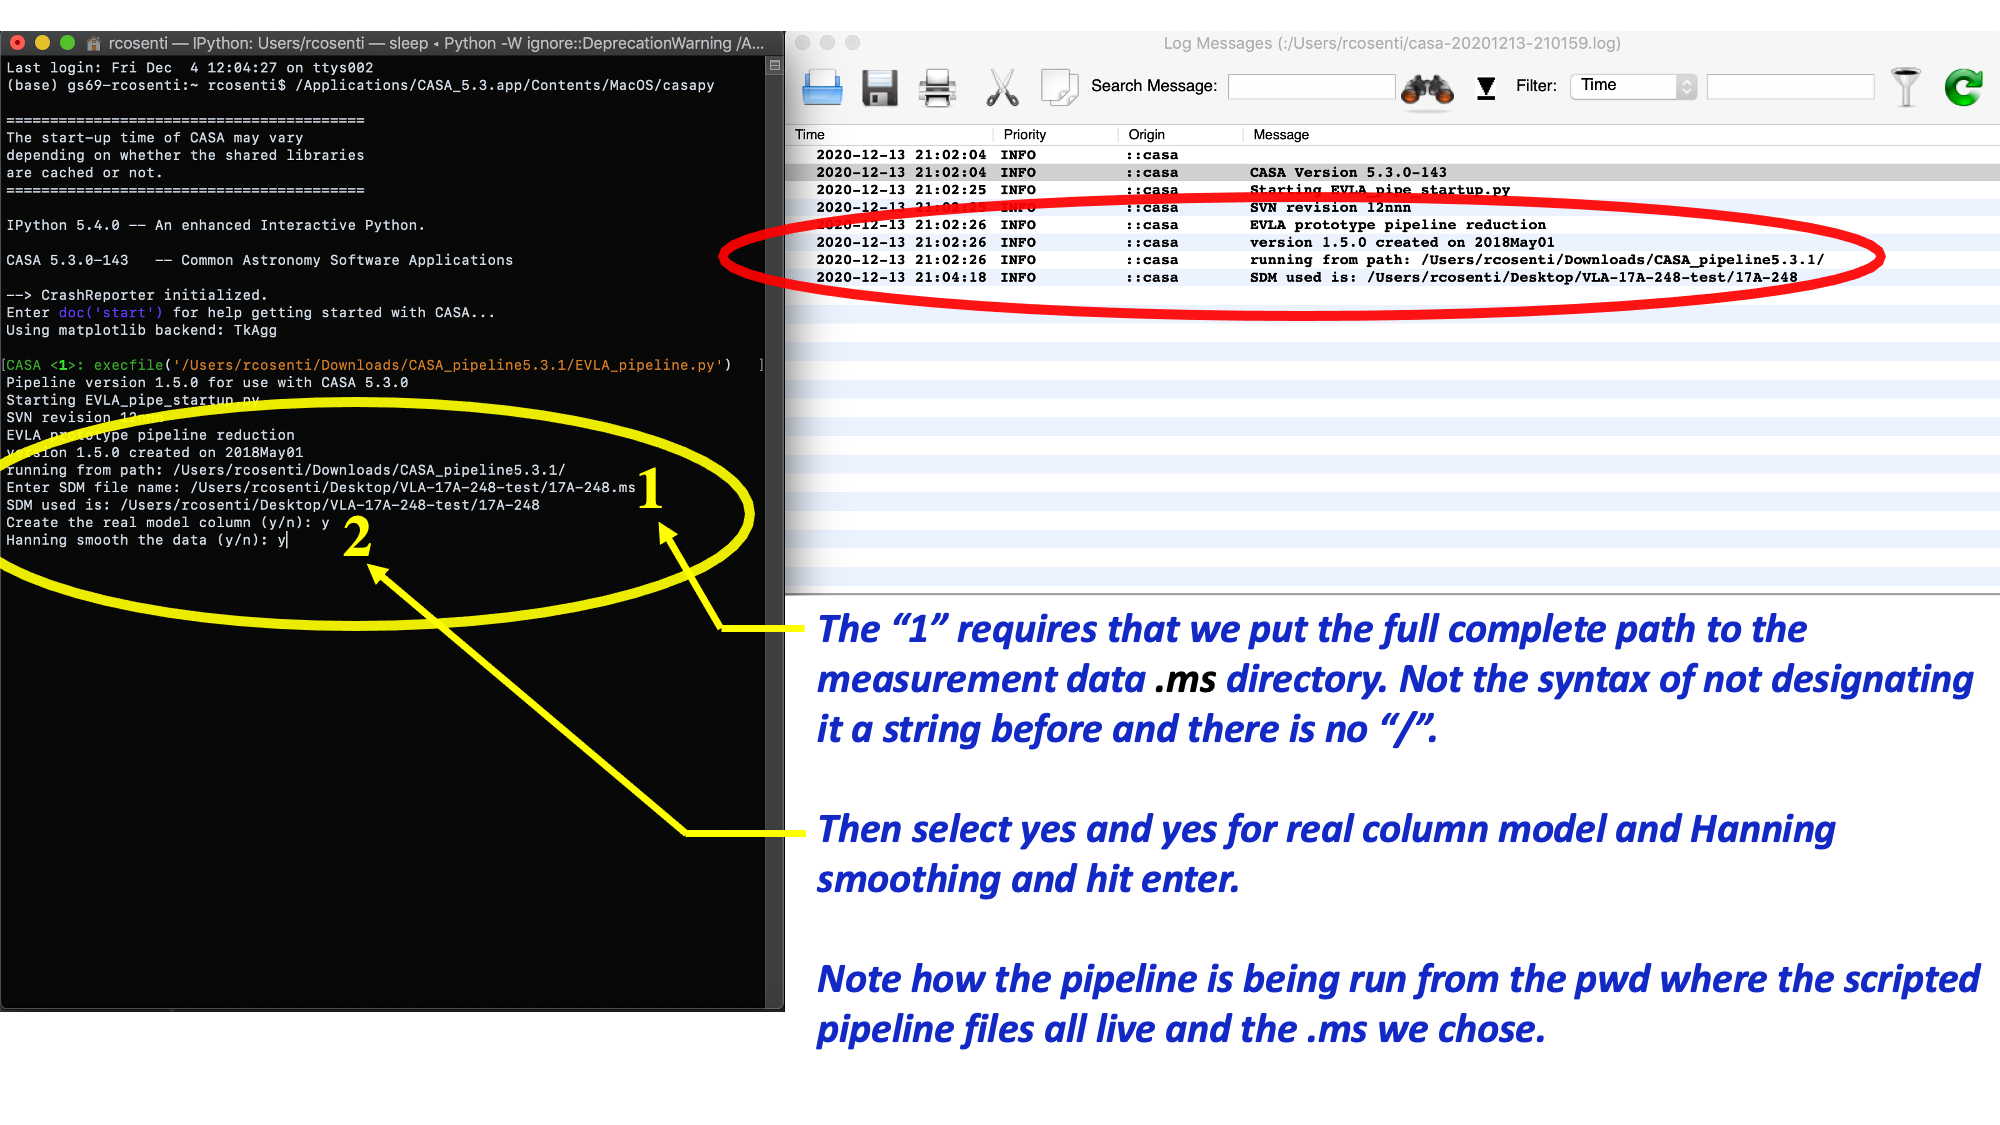 rcosenti — IPython: Users/rcosenti — sleep ◂ Python -W ignore::DeprecationWarning /A...
Last login: Fri Dec  4 12:04:27 on ttys002
(base) gs69-rcosenti:~ rcosenti$ /Applications/CASA_5.3.app/Contents/MacOS/casapy
=========================================
The start-up time of CASA may vary
depending on whether the shared libraries
are cached or not.
=========================================
IPython 5.4.0 -- An enhanced Interactive Python.
CASA 5.3.0-143   -- Common Astronomy Software Applications
--> CrashReporter initialized.
Enter doc('start') for help getting started with CASA...
Using matplotlib backend: TkAgg
[CASA <1>: execfile('/Users/rcosenti/Downloads/CASA_pipeline5.3.1/EVLA_pipeline.py')   ]
Pipeline version 1.5.0 for use with CASA 5.3.0
Starting EVLA_pipe_startup.py
SVN revision 12nnn
EVLA prototype pipeline reduction
version 1.5.0 created on 2018May01
running from path: /Users/rcosenti/Downloads/CASA_pipeline5.3.1/
Enter SDM file name: /Users/rcosenti/Desktop/VLA-17A-248-test/17A-248.ms
SDM used is: /Users/rcosenti/Desktop/VLA-17A-248-test/17A-248
Create the real model column (y/n): y
Hanning smooth the data (y/n): y
1
2
Log Messages (:/Users/rcosenti/casa-20201213-210159.log)
Search Message: Filter: Time
Time Priority Origin Message
2020-12-13 21:02:04 INFO ::casa
2020-12-13 21:02:04 INFO ::casa CASA Version 5.3.0-143
2020-12-13 21:02:25 INFO ::casa Starting EVLA_pipe_startup.py
2020-12-13 21:02:25 INFO ::casa SVN revision 12nnn
2020-12-13 21:02:26 INFO ::casa EVLA prototype pipeline reduction
2020-12-13 21:02:26 INFO ::casa version 1.5.0 created on 2018May01
2020-12-13 21:02:26 INFO ::casa running from path: /Users/rcosenti/Downloads/CASA_pipeline5.3.1/
2020-12-13 21:04:18 INFO ::casa SDM used is: /Users/rcosenti/Desktop/VLA-17A-248-test/17A-248
The “1” requires that we put the full complete path to the
measurement data .ms directory. Not the syntax of not designating
it a string before and there is no “/”.
Then select yes and yes for real column model and Hanning
smoothing and hit enter.
Note how the pipeline is being run from the pwd where the scripted
pipeline files all live and the .ms we chose.